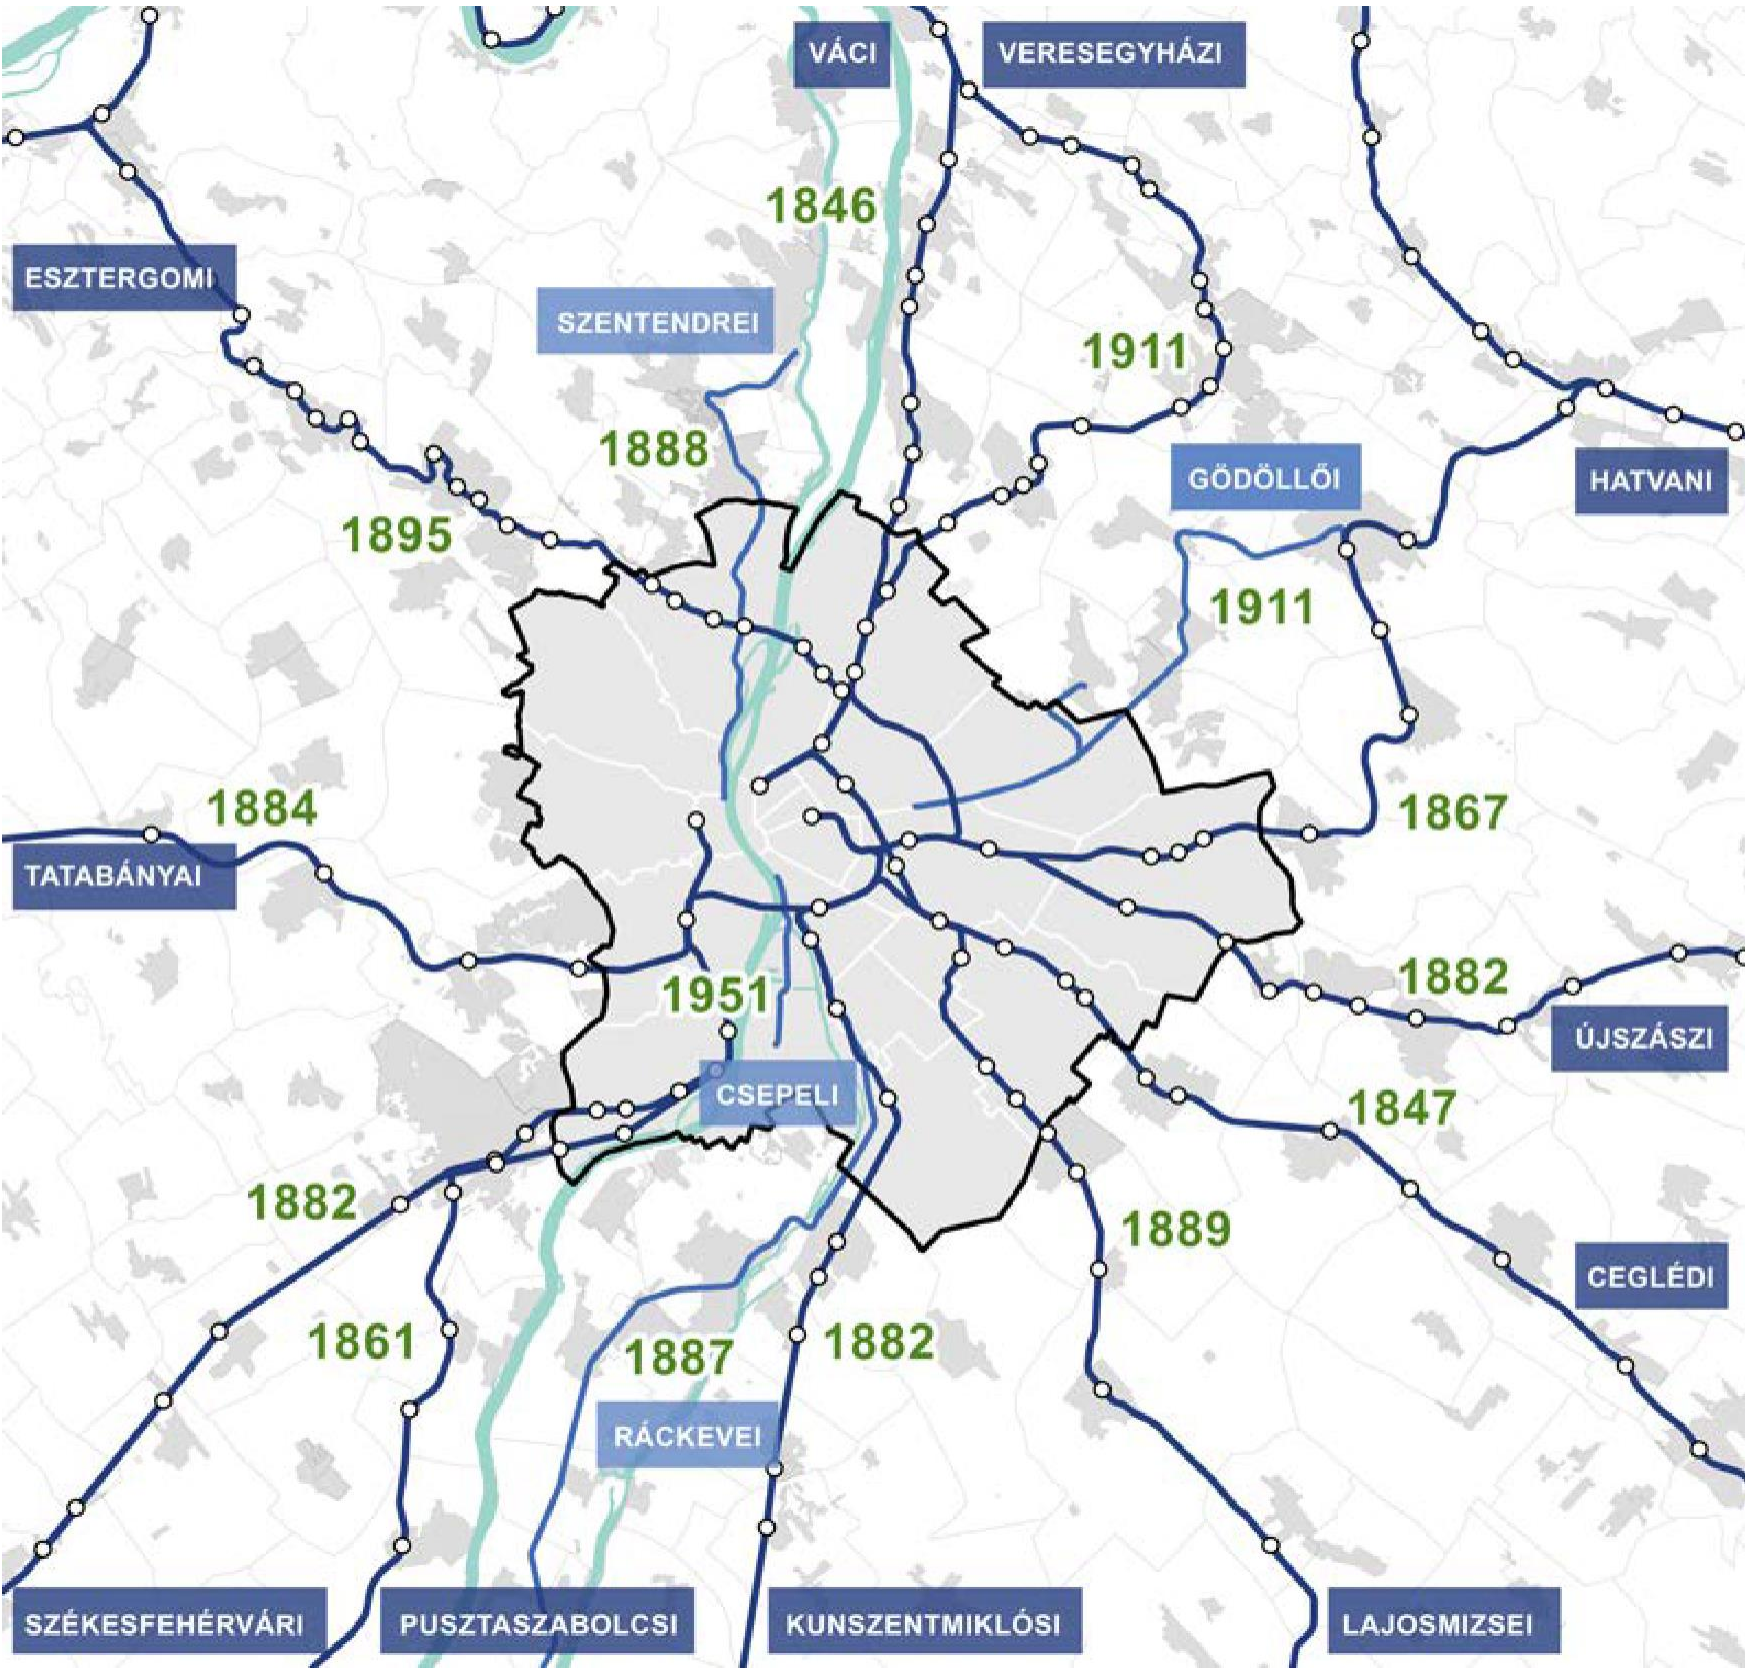 VÁCI
VERESEGYHÁZI
1846
ESZTERGOMI
SZENTENDREI
1911
1888
GÖDÖLLŐI
HATVANI
1895
1911
1884
1867
TATABÁNYAI
1882
1951
ÚJSZÁSZI
CSEPELI
1847
1882
1889
CEGLÉDI
1861
1887
1882
RÁCKEVEI
SZÉKESFEHÉRVÁRI
PUSZTASZABOLCSI
KUNSZENTMIKLÓSI
LAJOSMIZSEI